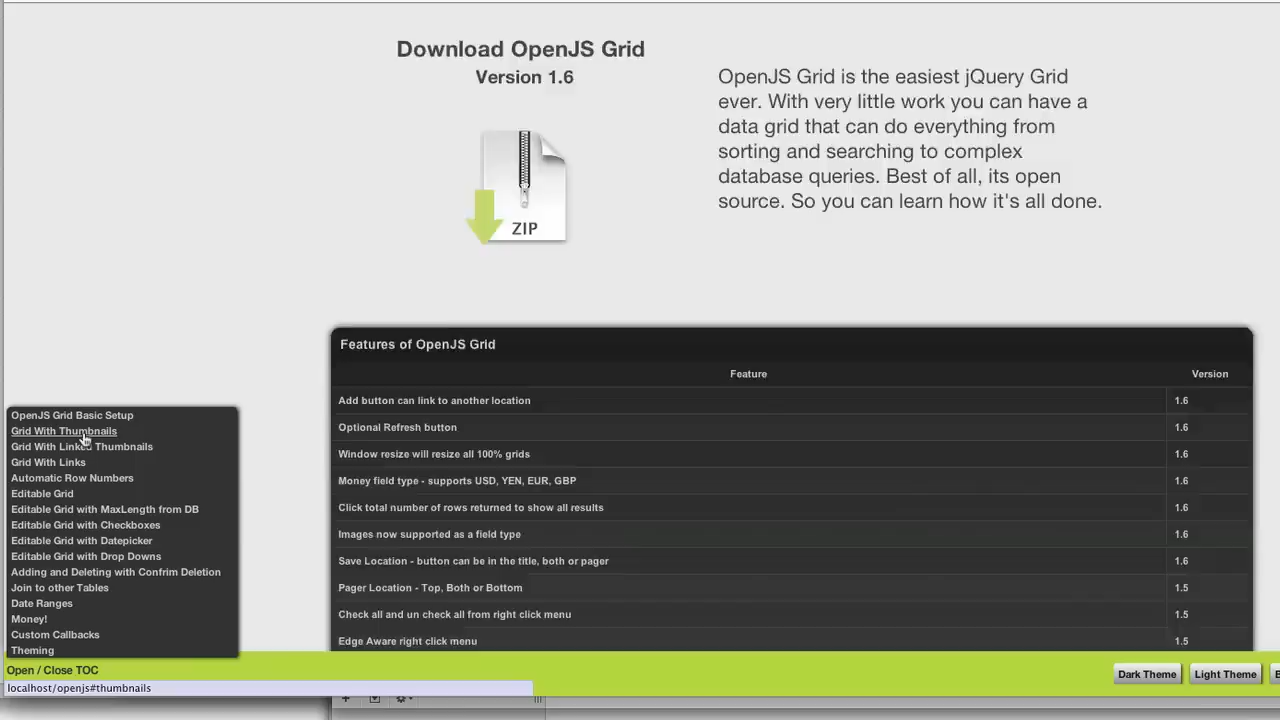 Download OpenJS Grid
Version 1.6
OpenJS Grid is the easiest jQuery Grid
ever. With very little work you can have a
data grid that can do everything from
sorting and searching to complex
database queries. Best of all, its open
source. So you can learn how it's all done.
ZIP
Features of OpenJS Grid
Feature Version
Add button can link to another location 1.6
Optional Refresh button 1.6
Window resize will resize all 100% grids 1.6
Money field type - supports USD, YEN, EUR, GBP 1.6
Click total number of rows returned to show all results 1.6
Images now supported as a field type 1.6
Save Location - button can be in the title, both or pager 1.6
Pager Location - Top, Both or Bottom 1.5
Check all and un check all from right click menu 1.5
Edge Aware right click menu 1.5
OpenJS Grid Basic Setup
Grid With Thumbnails
Grid With Linked Thumbnails
Grid With Links
Automatic Row Numbers
Editable Grid
Editable Grid with MaxLength from DB
Editable Grid with Checkboxes
Editable Grid with Datepicker
Editable Grid with Drop Downs
Adding and Deleting with Confrim Deletion
Join to other Tables
Date Ranges
Money!
Custom Callbacks
Theming
Open / Close TOC
Dark Theme
Light Theme
localhost/openjs#thumbnails